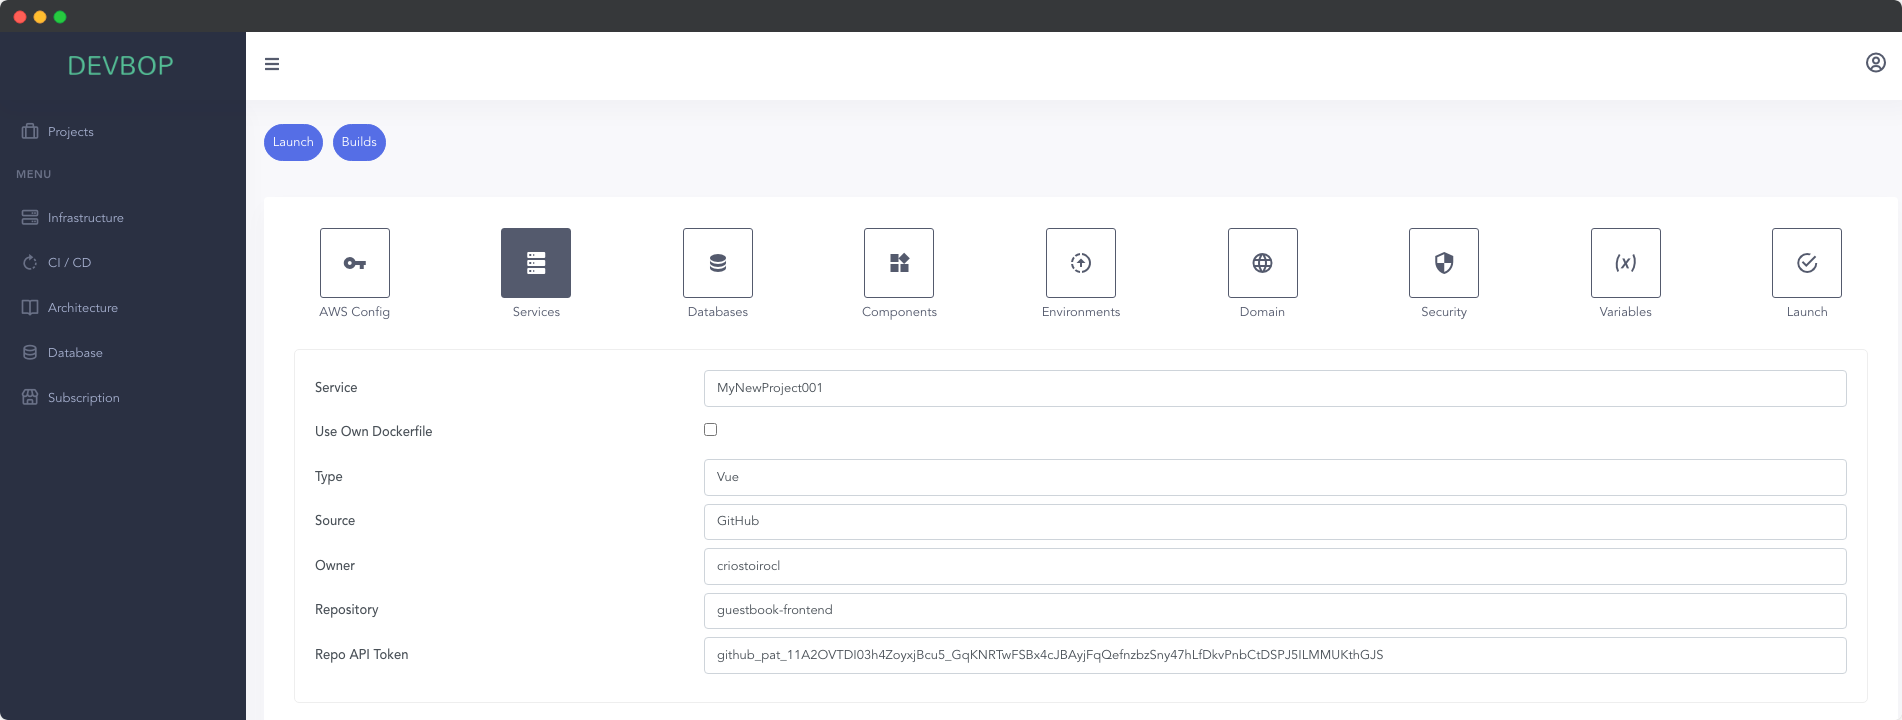 DEVBOP
Projects
MENU
Infrastructure
CI / CD
Architecture
Database
Subscription
Launch Builds
AWS Config Services Databases Components Environments Domain Security (x) Variables Launch
Service MyNewProject001
Use Own Dockerfile
Type Vue
Source GitHub
Owner criostoirocl
Repository guestbook-frontend
Repo API Token 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